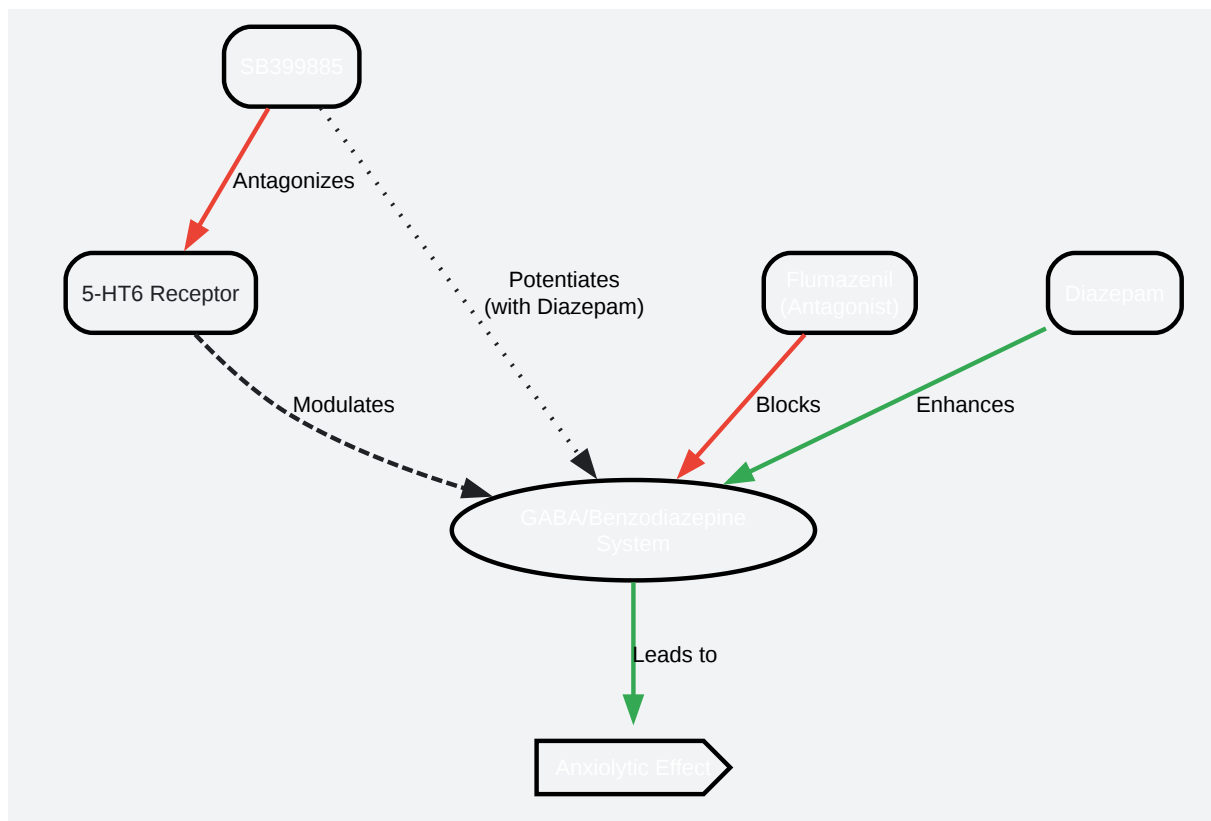 SB399885
Antagonizes
Potentiates
(with Diazepam)
5-HT6 Receptor
Flumazenil
(Antagonist)
Diazepam
Modulates
Blocks
Enhances
GABA/Benzodiazepine
System
Leads to
Anxiolytic Effect